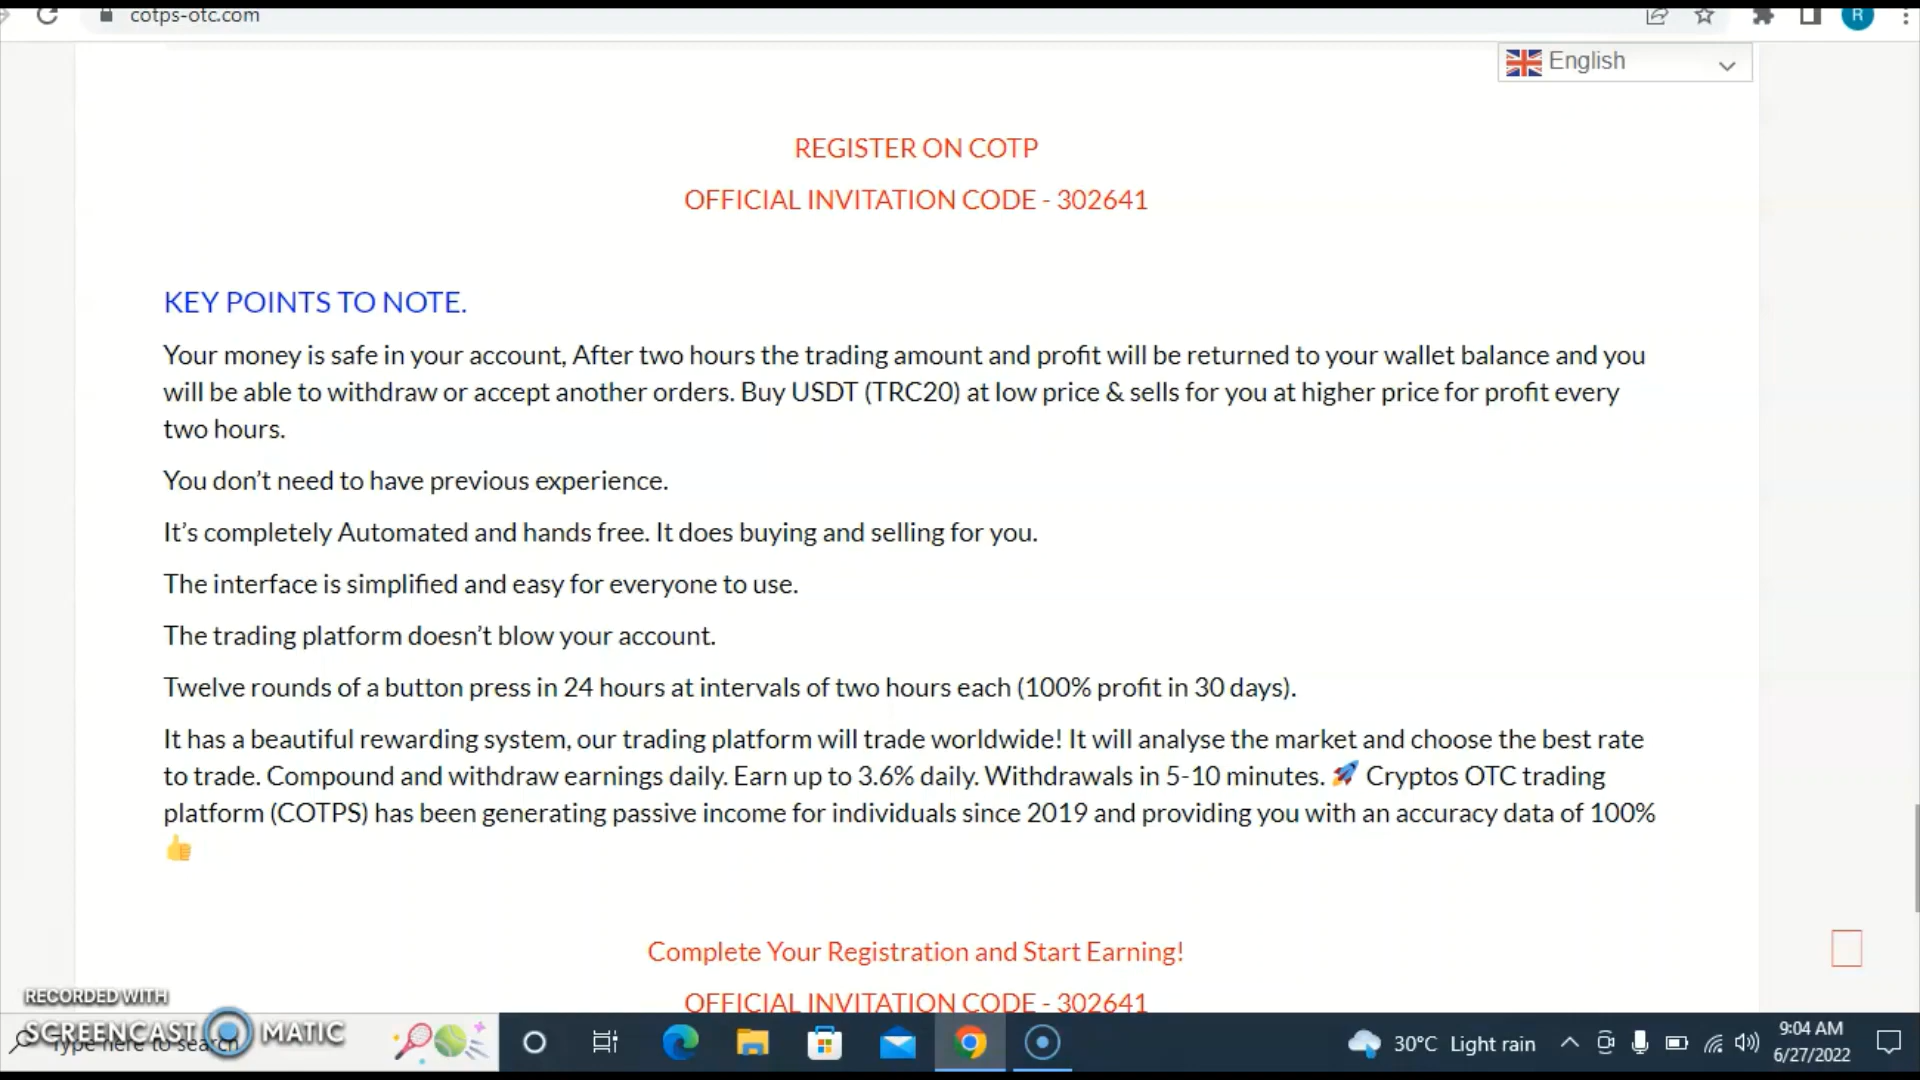 cotps-otc.com
R
English
REGISTER ON COTP
OFFICIAL INVITATION CODE - 302641
KEY POINTS TO NOTE.
Your money is safe in your account, After two hours the trading amount and profit will be returned to your wallet balance and you
will be able to withdraw or accept another orders. Buy USDT (TRC20) at low price & sells for you at higher price for profit every
two hours.
You don’t need to have previous experience.
It’s completely Automated and hands free. It does buying and selling for you.
The interface is simplified and easy for everyone to use.
The trading platform doesn’t blow your account.
Twelve rounds of a button press in 24 hours at intervals of two hours each (100% profit in 30 days).
It has a beautiful rewarding system, our trading platform will trade worldwide! It will analyse the market and choose the best rate
to trade. Compound and withdraw earnings daily. Earn up to 3.6% daily. Withdrawals in 5-10 minutes. 🚀 Cryptos OTC trading
platform (COTPS) has been generating passive income for individuals since 2019 and providing you with an accuracy data of 100%
👍
Complete Your Registration and Start Earning!
OFFICIAL INVITATION CODE - 302641
RECORDED WITH
SCREENCAST MATIC
Type here to search
30°C Light rain
9:04 AM
6/27/2022